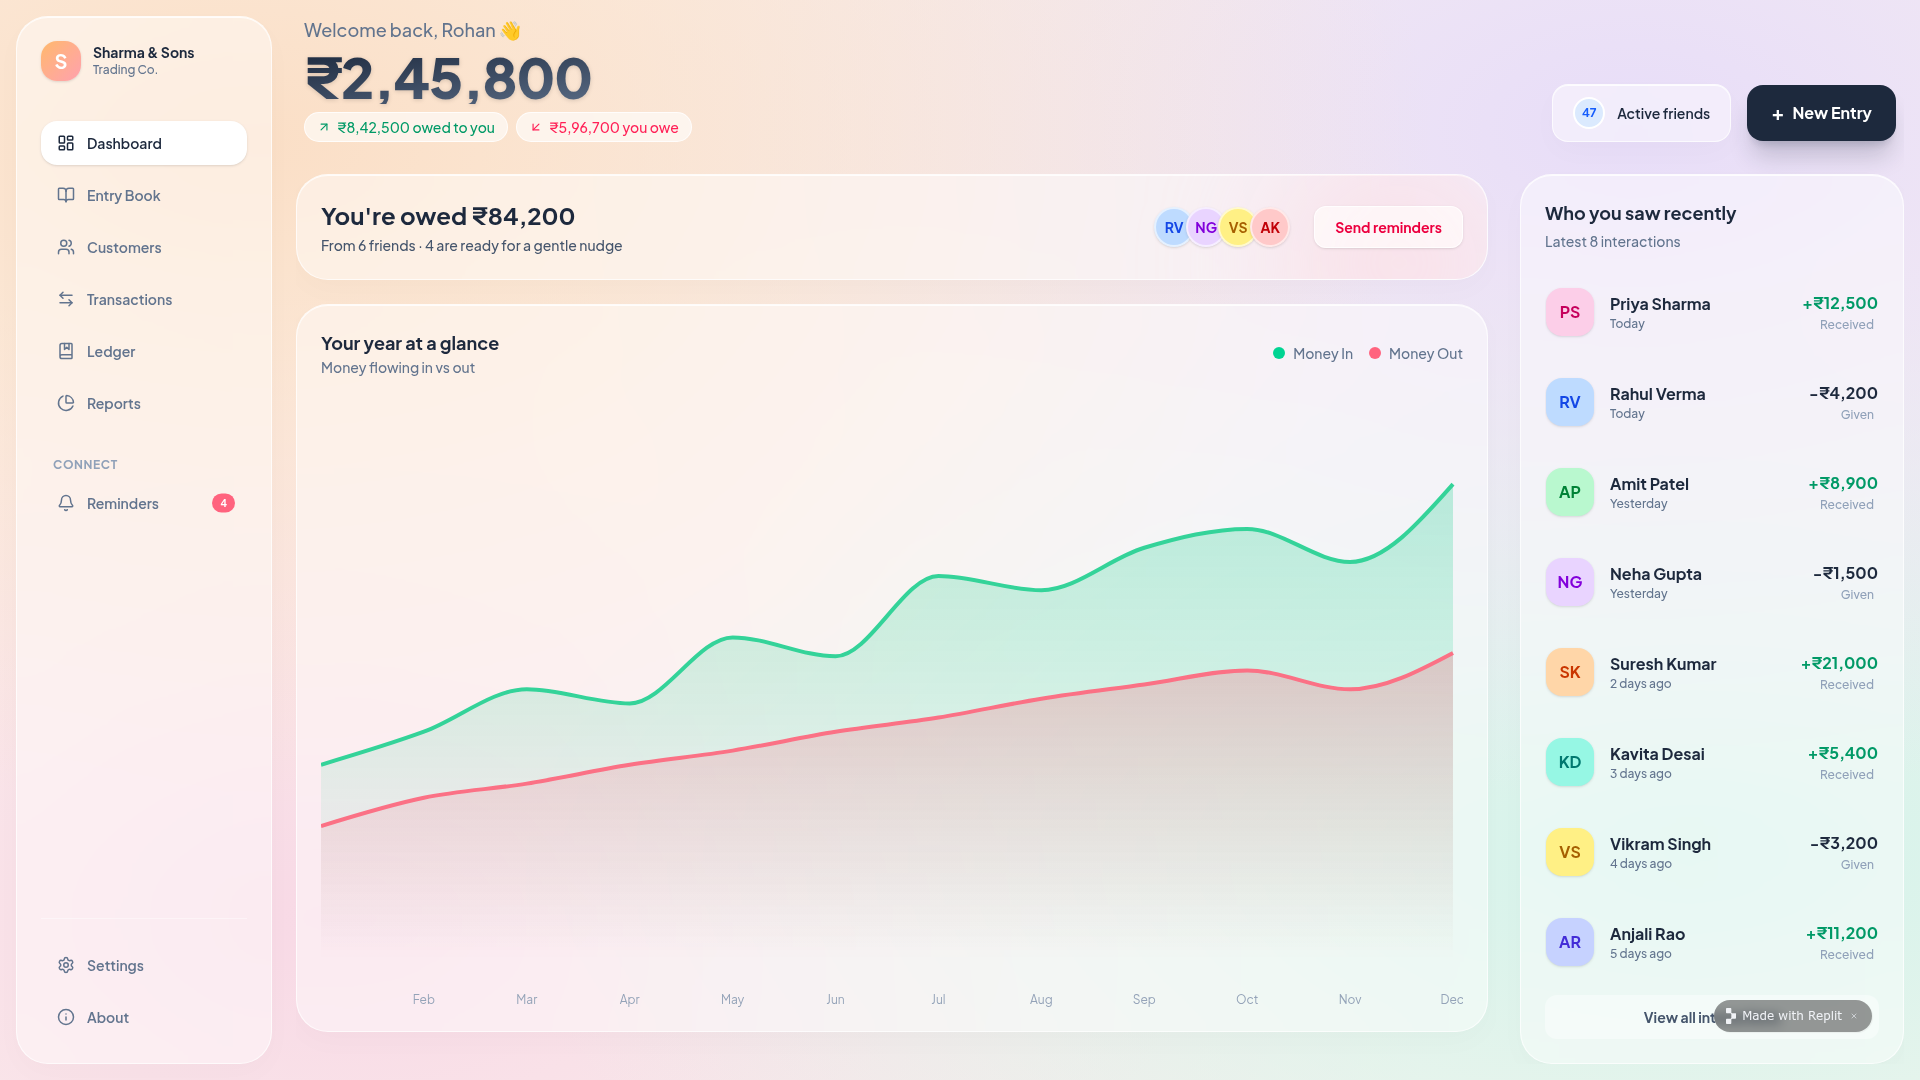 S
Sharma & Sons
Trading Co.
Dashboard
Entry Book
Customers
Transactions
Ledger
Reports
CONNECT
Reminders 4
Settings
About
Welcome back, Rohan 👋
₹2,45,800
₹8,42,500 owed to you
₹5,96,700 you owe
47 Active friends
+ New Entry
You're owed ₹84,200
From 6 friends · 4 are ready for a gentle nudge
RV NG VS AK
Send reminders
Your year at a glance
Money flowing in vs out
Money In Money Out
Feb Mar Apr May Jun Jul Aug Sep Oct Nov Dec
Who you saw recently
Latest 8 interactions
PS Priya Sharma +₹12,500
Today Received
RV Rahul Verma -₹4,200
Today Given
AP Amit Patel +₹8,900
Yesterday Received
NG Neha Gupta -₹1,500
Yesterday Given
SK Suresh Kumar +₹21,000
2 days ago Received
KD Kavita Desai +₹5,400
3 days ago Received
VS Vikram Singh -₹3,200
4 days ago Given
AR Anjali Rao +₹11,200
5 days ago Received
View all
Made with Replit ×